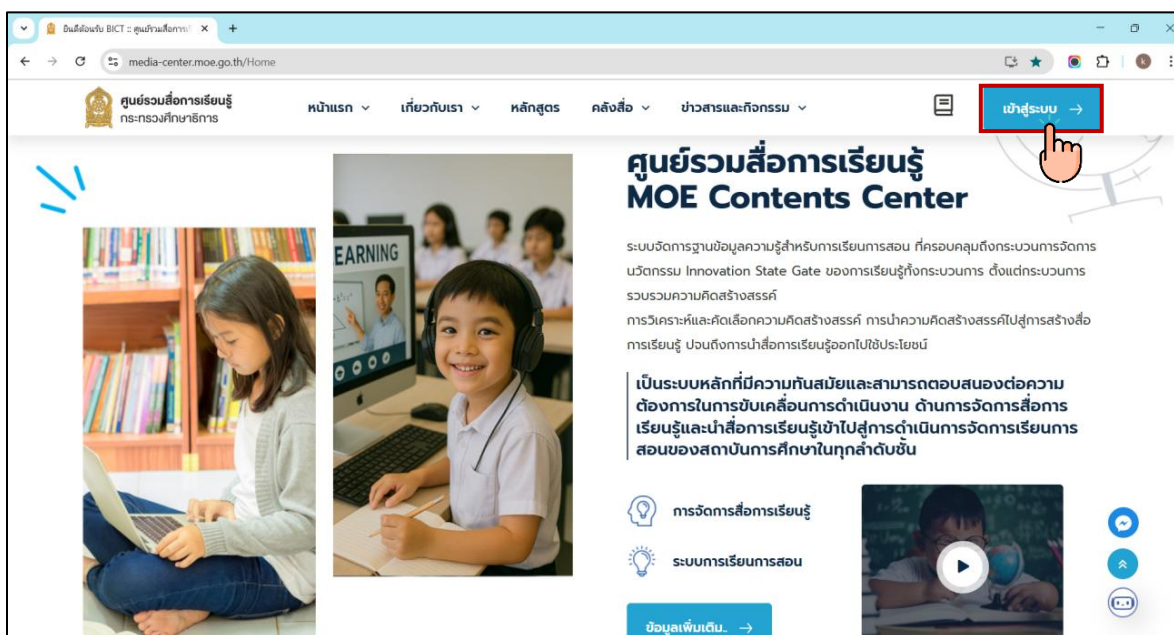 ยินดีต้อนรับ BICT :: ศูนย์รวมสื่อการเ
media-center.moe.go.th/Home
k
ศูนย์รวมสื่อการเรียนรู้
กระทรวงศึกษาธิการ
หน้าแรก
เกี่ยวกับเรา
หลักสูตร
คลังสื่อ
ข่าวสารและกิจกรรม
เข้าสู่ระบบ →
EARNING
ศูนย์รวมสื่อการเรียนรู้
MOE Contents Center
ระบบจัดการฐานข้อมูลความรู้สำหรับการเรียนการสอน ที่ครอบคลุมถึงกระบวนการจัดการ
นวัตกรรม Innovation State Gate ของการเรียนรู้ทั้งกระบวนการ ตั้งแต่กระบวนการ
รวบรวมความคิดสร้างสรรค์
การวิเคราะห์และคัดเลือกความคิดสร้างสรรค์ การนำความคิดสร้างสรรค์ไปสู่การสร้างสื่อ
การเรียนรู้ ปจนถึงการนำสื่อการเรียนรู้ออกไปใช้ประโยชน์
เป็นระบบหลักที่มีความทันสมัยและสามารถตอบสนองต่อความ
ต้องการในการขับเคลื่อนการดำเนินงาน ด้านการจัดการสื่อการ
เรียนรู้และนำสื่อการเรียนรู้เข้าไปสู่การดำเนินการจัดการเรียนการ
สอนของสถาบันการศึกษาในทุกลำดับชั้น
การจัดการสื่อการเรียนรู้
ระบบการเรียนการสอน
ข้อมูลเพิ่มเติม.. →